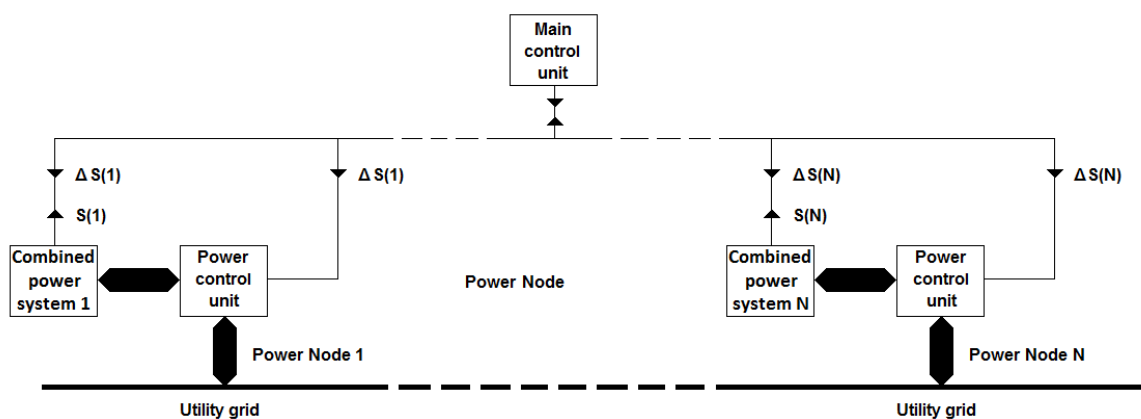 Main
control
unit
Δ S(1)
Δ S(1)
Δ S(N)
Δ S(N)
S(1)
S(N)
Combined
power
system 1
Power
control
unit
Power Node
Combined
power
system N
Power
control
unit
Power Node 1
Power Node N
Utility grid
Utility grid